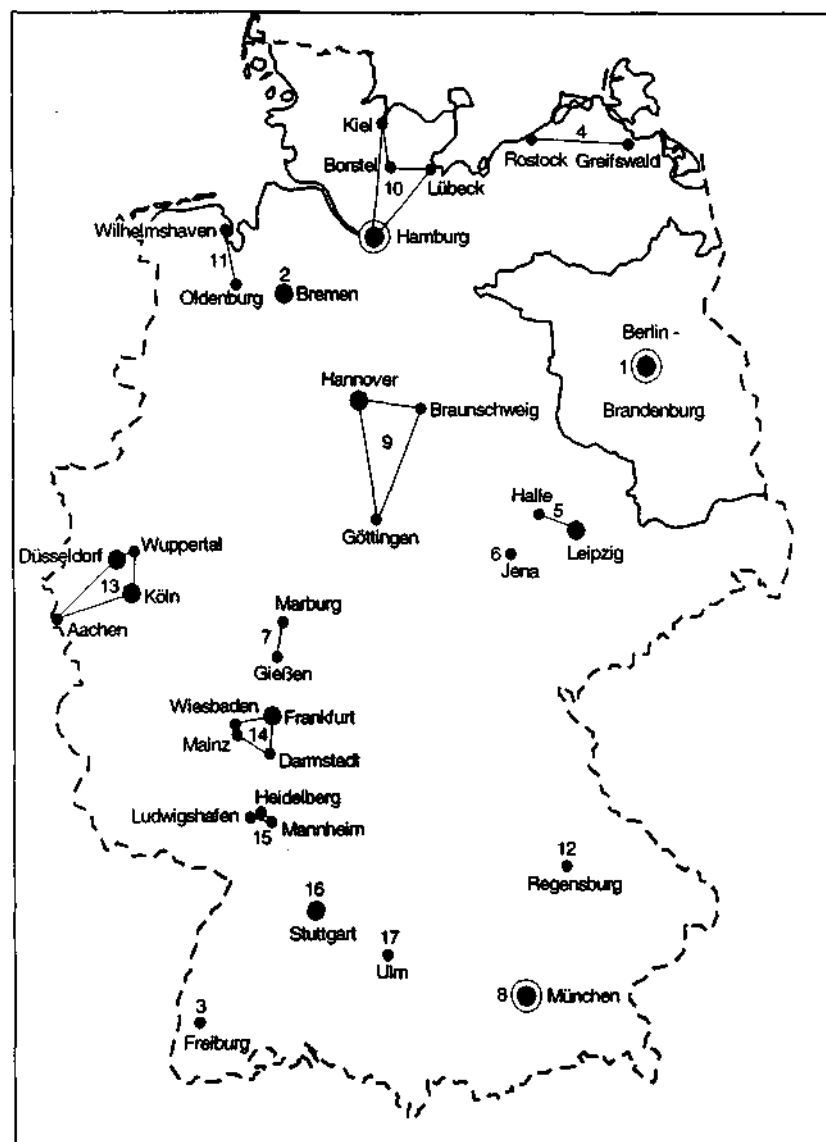 Kiel
4
Borstel
Rostock
Greifswald
10
Lübeck
Wilhelmshaven
Hamburg
11
2
Oldenburg
Bremen
Berlin -
1
Hannover
Braunschweig
Brandenburg
9
Halle
5
Göttingen
Leipzig
6
Jena
Wuppertal
Düsseldorf
13
Köln
Aachen
Marburg
7
Gießen
Wiesbaden
Frankfurt
14
Mainz
Darmstadt
Heidelberg
Ludwigshafen
Mannheim
15
12
Regensburg
16
Stuttgart
17
Ulm
8
München
3
Freiburg